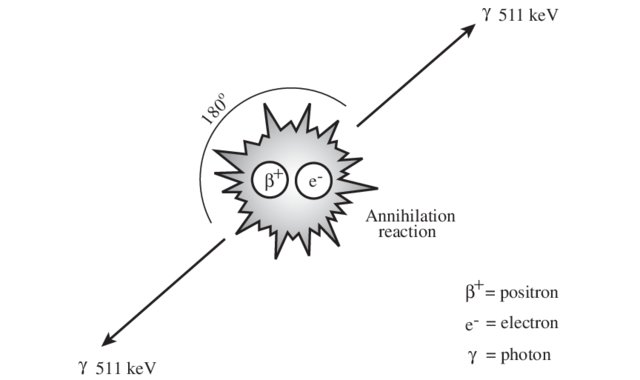 γ 511 keV
180°
β⁺ e⁻
Annihilation
reaction
β⁺= positron
e⁻ = electron
γ = photon
γ 511 keV